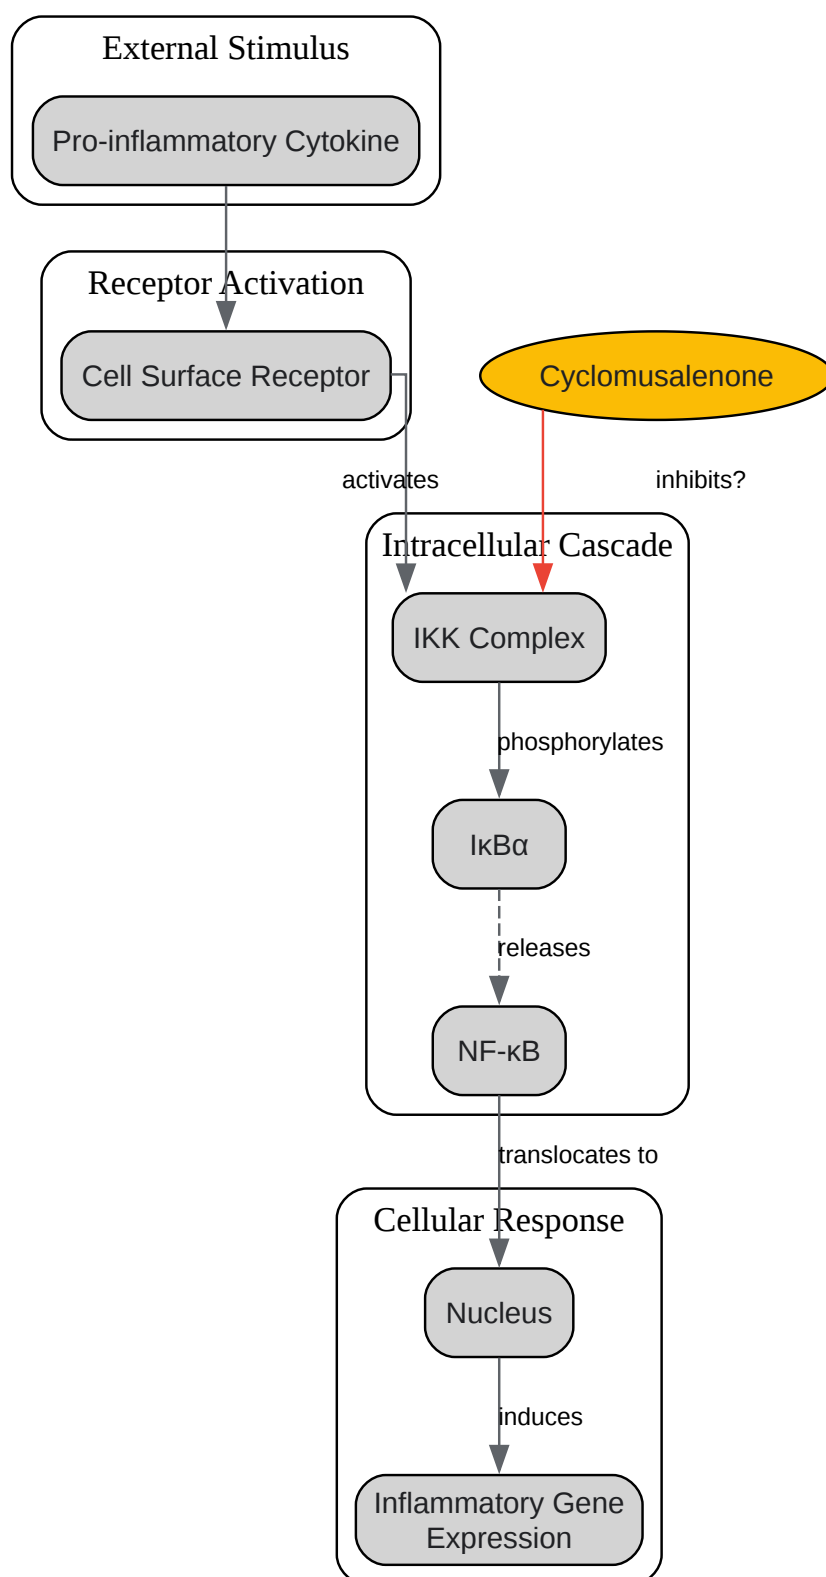 External Stimulus
Pro-inflammatory Cytokine
Receptor Activation
Cell Surface Receptor
Cyclomusalenone
activates
inhibits?
Intracellular Cascade
IKK Complex
phosphorylates
IκBα
releases
NF-κB
translocates to
Cellular Response
Nucleus
induces
Inflammatory Gene
Expression